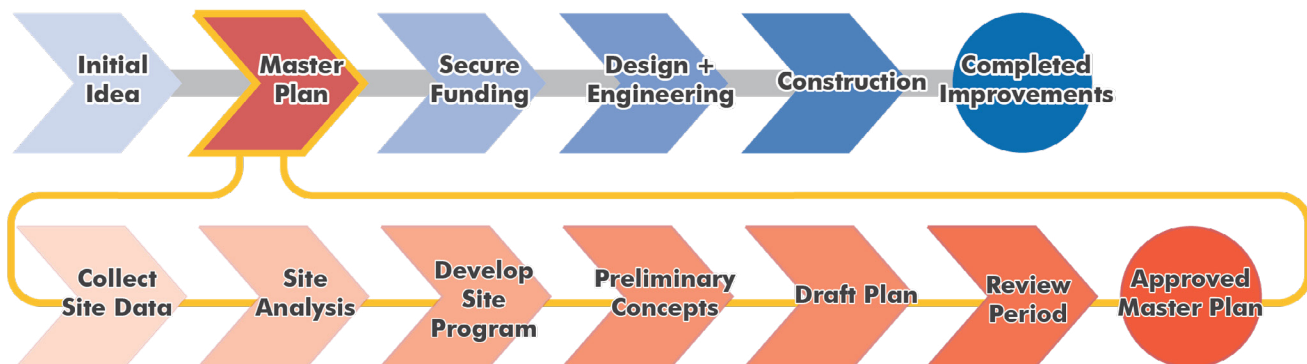 Initial
Idea
Master
Plan
Secure
Funding
Design +
Engineering
Construction
Completed
Improvements
Collect
Site Data
Site
Analysis
Develop
Site
Program
Preliminary
Concepts
Draft Plan
Review
Period
Approved
Master Plan